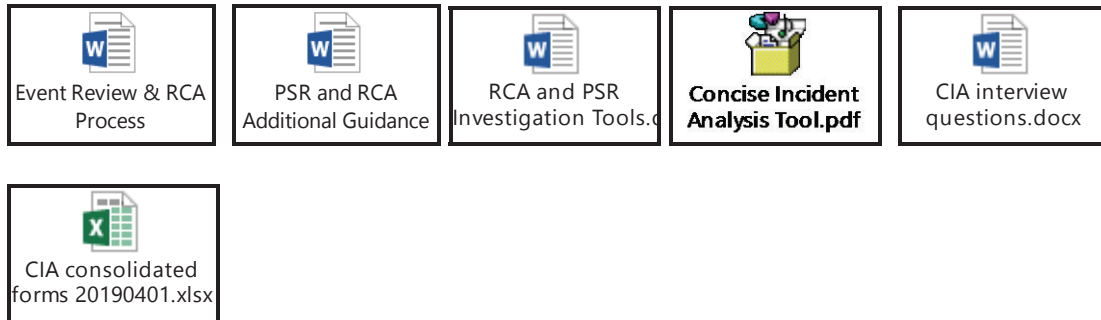 Event Review & RCA
Process
PSR and RCA
Additional Guidance
RCA and PSR
Investigation Tools.
Concise Incident
Analysis Tool.pdf
CIA interview
questions.docx
CIA consolidated
forms 20190401.xlsx